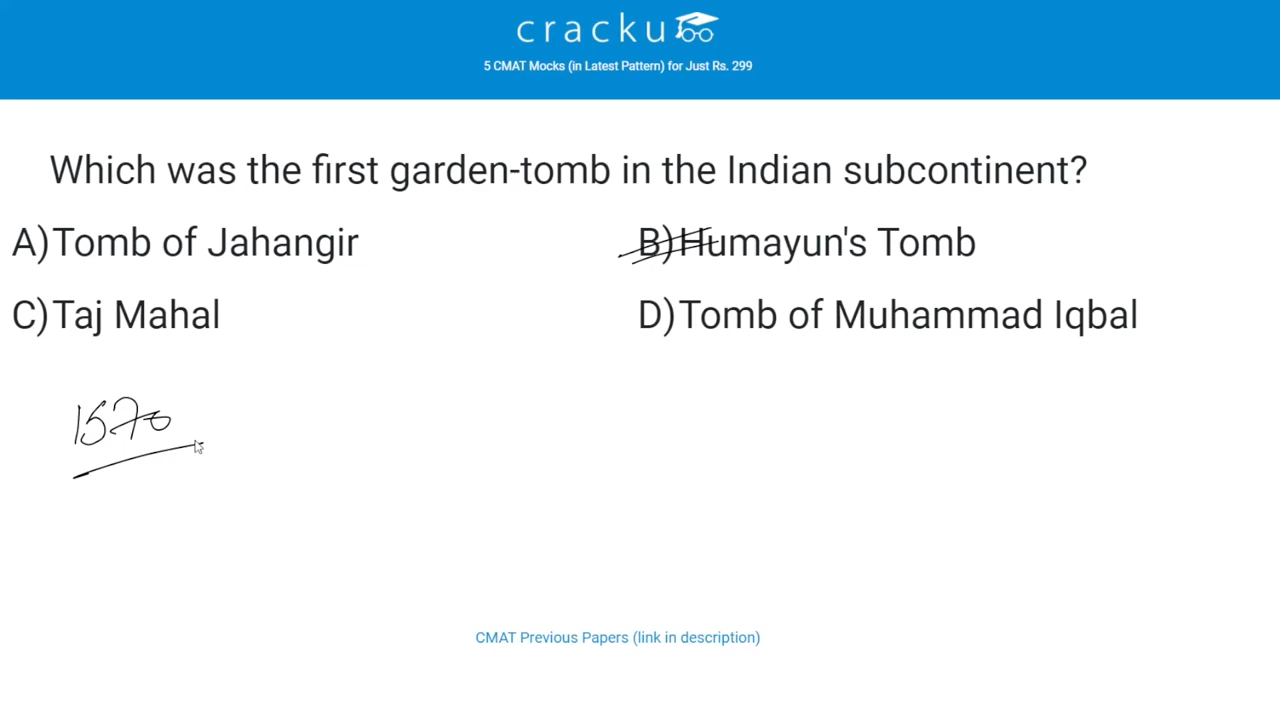 cracku
5 CMAT Mocks (in Latest Pattern) for Just Rs. 299
Which was the first garden-tomb in the Indian subcontinent?
A) Tomb of Jahangir
B) Humayun's Tomb
C) Taj Mahal
D) Tomb of Muhammad Iqbal
1570
CMAT Previous Papers (link in description)